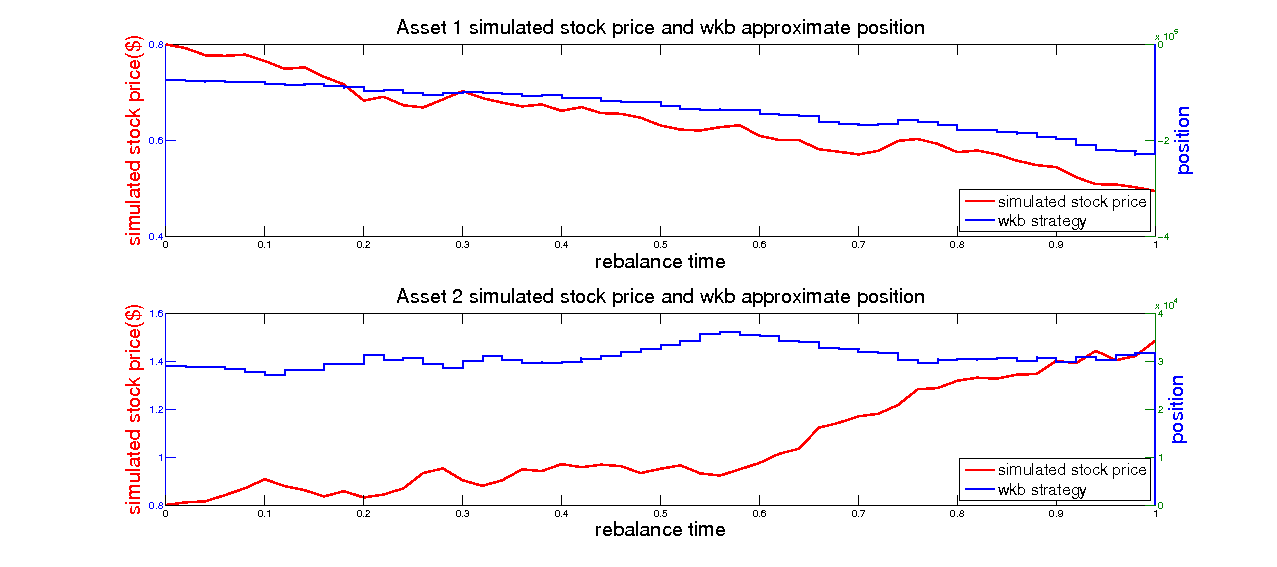 Asset 1 simulated stock price and wkb approximate position
x 10^5
0.8
0.6
0.4
simulated stock price($)
0
-2
-4
position
simulated stock price
wkb strategy
0 0.1 0.2 0.3 0.4 0.5 0.6 0.7 0.8 0.9 1
rebalance time
Asset 2 simulated stock price and wkb approximate position
x 10^4
1.6
1.4
1.2
1
0.8
simulated stock price($)
4
3
2
1
0
position
simulated stock price
wkb strategy
0 0.1 0.2 0.3 0.4 0.5 0.6 0.7 0.8 0.9 1
rebalance time